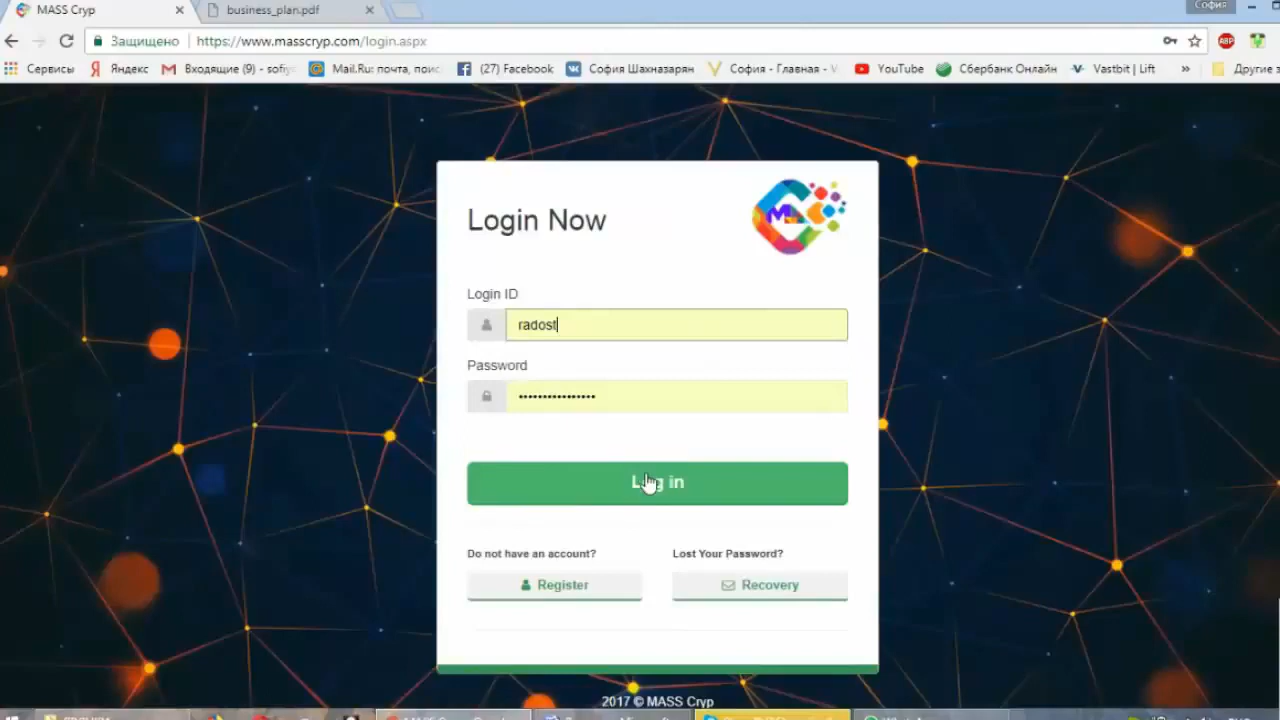 MASS Cryp
business_plan.pdf
София
Защищено
https://www.masscryp.com/login.aspx
ABP
Сервисы
Яндекс
Входящие (9) - sofiy
Mail.Ru: почта, поис
(27) Facebook
София Шахназарян
София - Главная - V
YouTube
Сбербанк Онлайн
Vastbit | Lift
»
Другие з
Login Now
Login ID
radost
Password
••••••••••••••••
Log in
Do not have an account?
Lost Your Password?
Register
Recovery
2017 © MASS Cryp